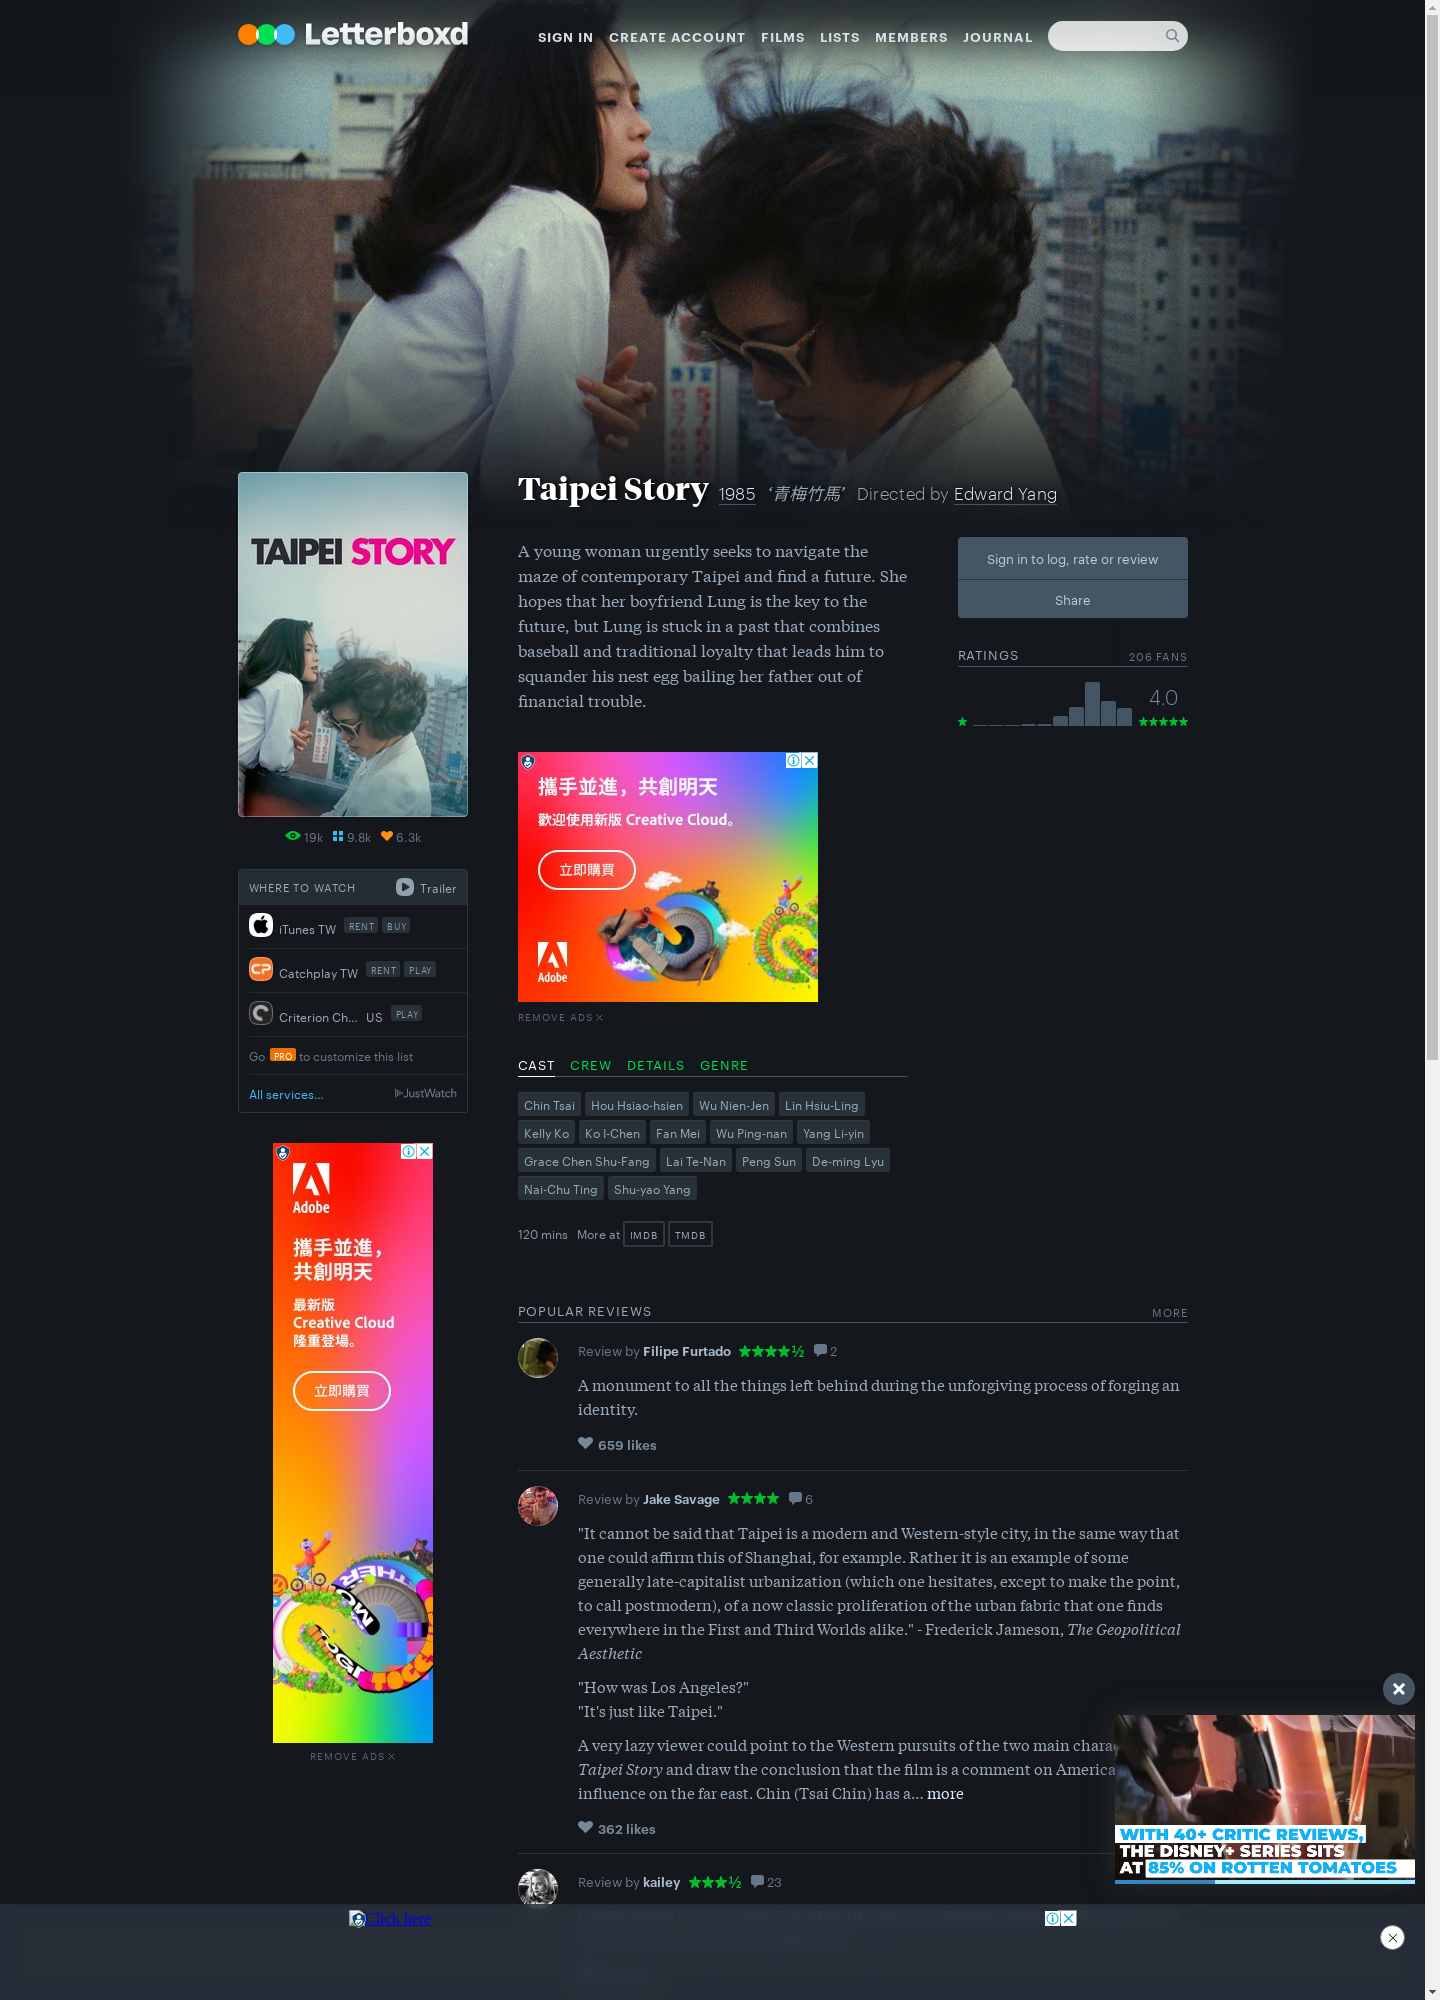 Letterboxd
SIGN IN CREATE ACCOUNT FILMS LISTS MEMBERS JOURNAL
Taipei Story 1985 ‘青梅竹馬’ Directed by Edward Yang
TAIPEI STORY
19k 9.8k 6.3k
WHERE TO WATCH Trailer
iTunes TW RENT BUY
Catchplay TW RENT PLAY
Criterion Ch… US PLAY
Go PRO to customize this list
All services… JustWatch
Adobe
攜手並進，
共創明天
最新版
Creative Cloud
隆重登場。
立即購買
REMOVE ADS
A young woman urgently seeks to navigate the
maze of contemporary Taipei and find a future. She
hopes that her boyfriend Lung is the key to the
future, but Lung is stuck in a past that combines
baseball and traditional loyalty that leads him to
squander his nest egg bailing her father out of
financial trouble.
Sign in to log, rate or review
Share
RATINGS 206 FANS
4.0
攜手並進，共創明天
歡迎使用新版 Creative Cloud。
立即購買
Adobe
REMOVE ADS
CAST CREW DETAILS GENRE
Chin Tsai Hou Hsiao-hsien Wu Nien-Jen Lin Hsiu-Ling
Kelly Ko Ko I-Chen Fan Mei Wu Ping-nan Yang Li-yin
Grace Chen Shu-Fang Lai Te-Nan Peng Sun De-ming Lyu
Nai-Chu Ting Shu-yao Yang
120 mins More at IMDB TMDB
POPULAR REVIEWS MORE
Review by Filipe Furtado ★★★★½ 2
A monument to all the things left behind during the unforgiving process of forging an
identity.
659 likes
Review by Jake Savage ★★★★ 6
"It cannot be said that Taipei is a modern and Western-style city, in the same way that
one could affirm this of Shanghai, for example. Rather it is an example of some
generally late-capitalist urbanization (which one hesitates, except to make the point,
to call postmodern), of a now classic proliferation of the urban fabric that one finds
everywhere in the First and Third Worlds alike." - Frederick Jameson, The Geopolitical
Aesthetic
"How was Los Angeles?"
"It's just like Taipei."
A very lazy viewer could point to the Western pursuits of the two main
Taipei Story and draw the conclusion that the film is a comment on
influence on the far east. Chin (Tsai Chin) has a… more
362 likes
WITH 40+ CRITIC REVIEWS,
THE DISNEY+ SERIES SITS
AT 85% ON ROTTEN TOMATOES
Review by kailey ★★★½ 23
Click here